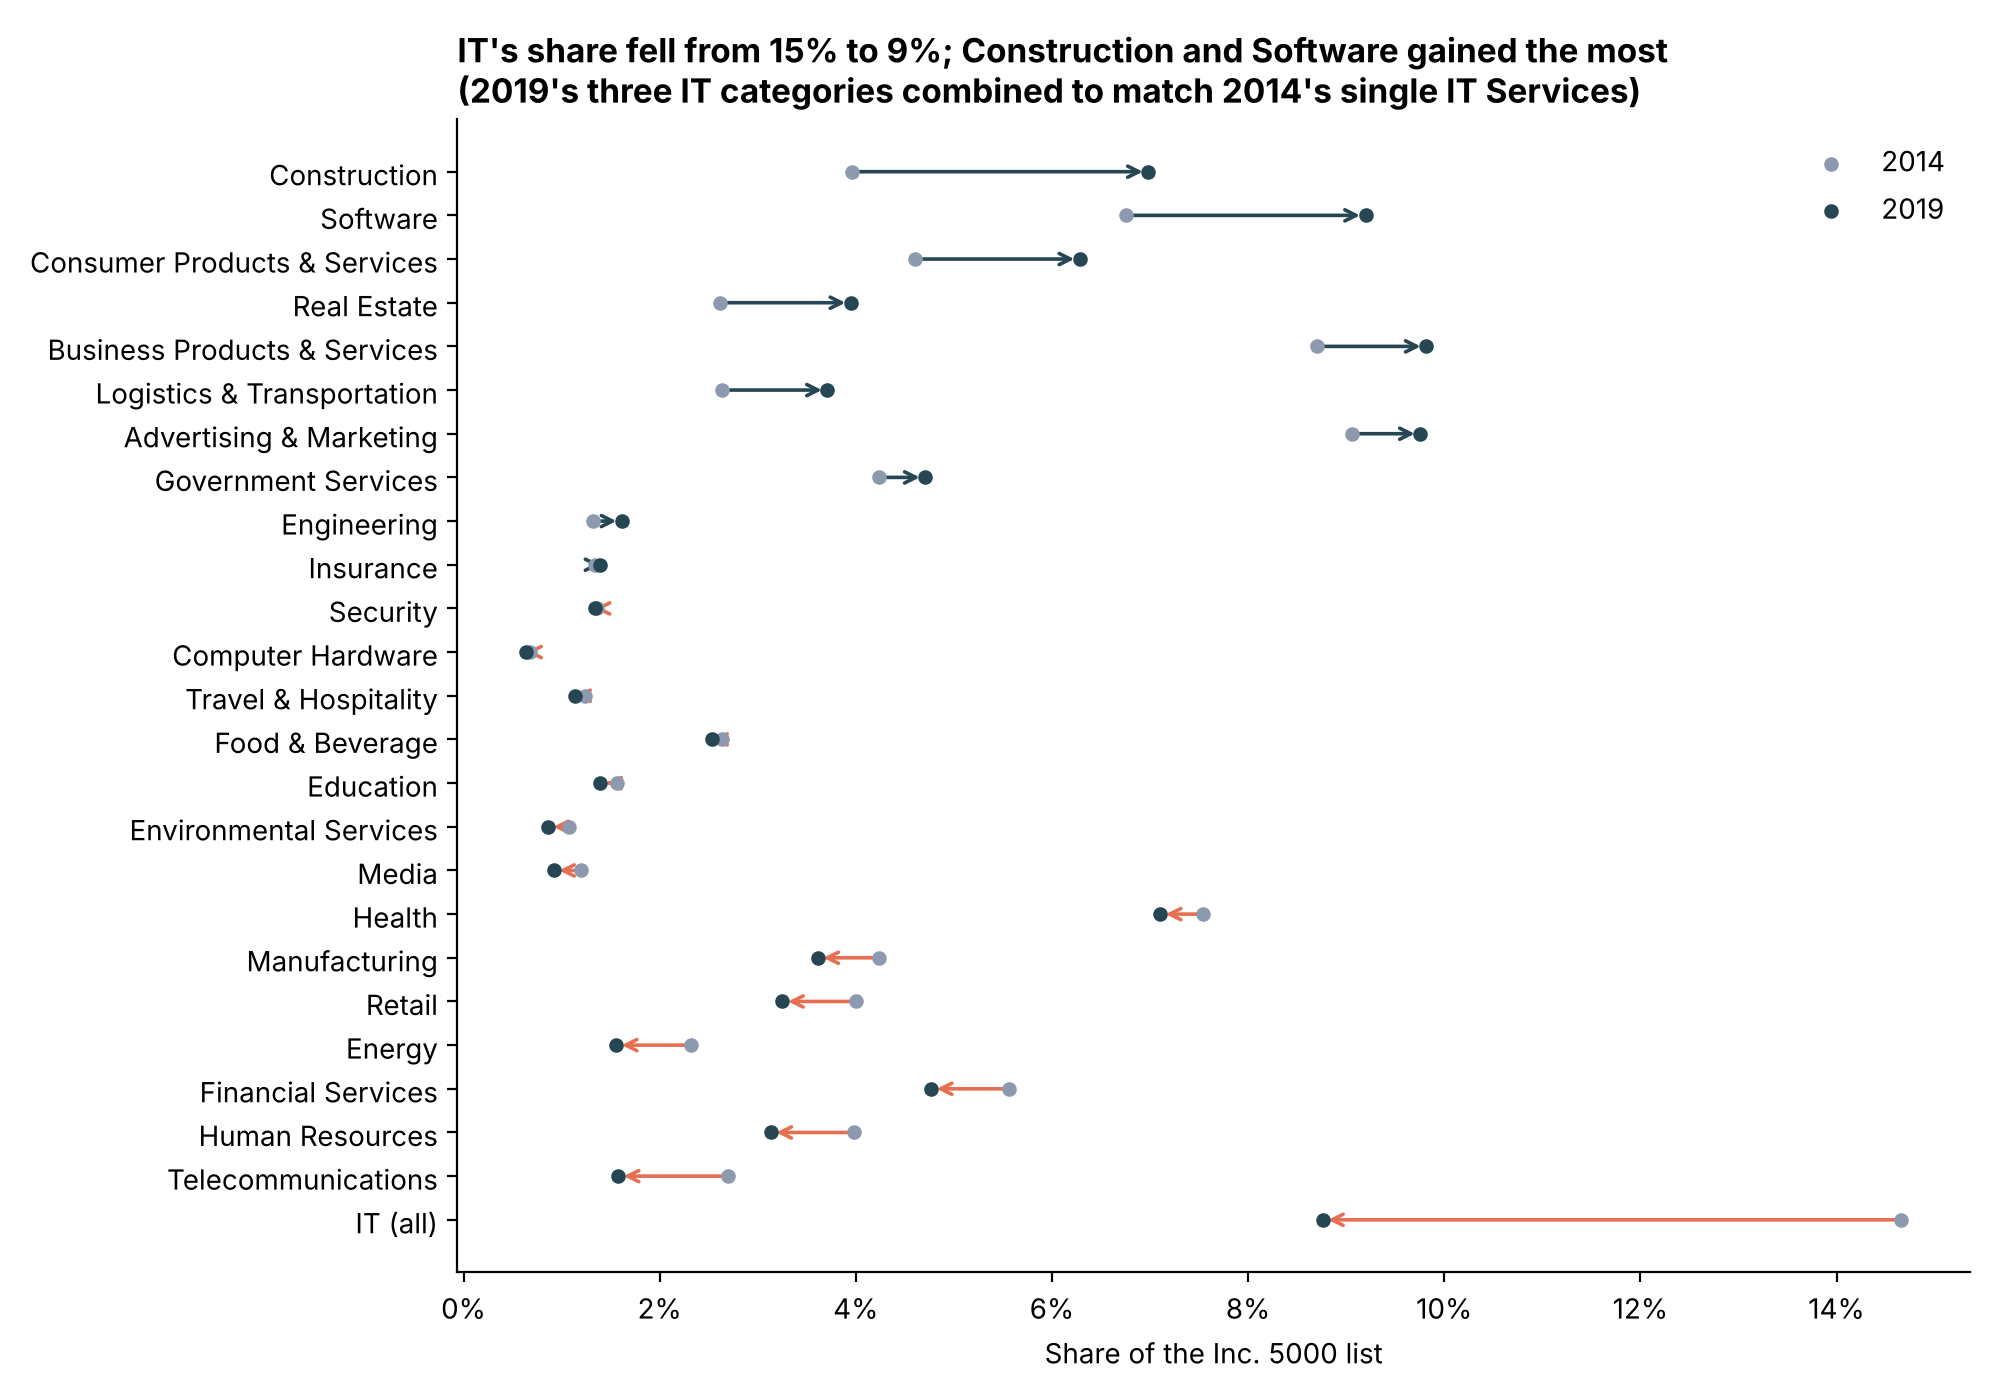 IT's share fell from 15% to 9%; Construction and Software gained the most
(2019's three IT categories combined to match 2014's single IT Services)
2014
2019
Construction
Software
Consumer Products & Services
Real Estate
Business Products & Services
Logistics & Transportation
Advertising & Marketing
Government Services
Engineering
Insurance
Security
Computer Hardware
Travel & Hospitality
Food & Beverage
Education
Environmental Services
Media
Health
Manufacturing
Retail
Energy
Financial Services
Human Resources
Telecommunications
IT (all)
0% 2% 4% 6% 8% 10% 12% 14%
Share of the Inc. 5000 list